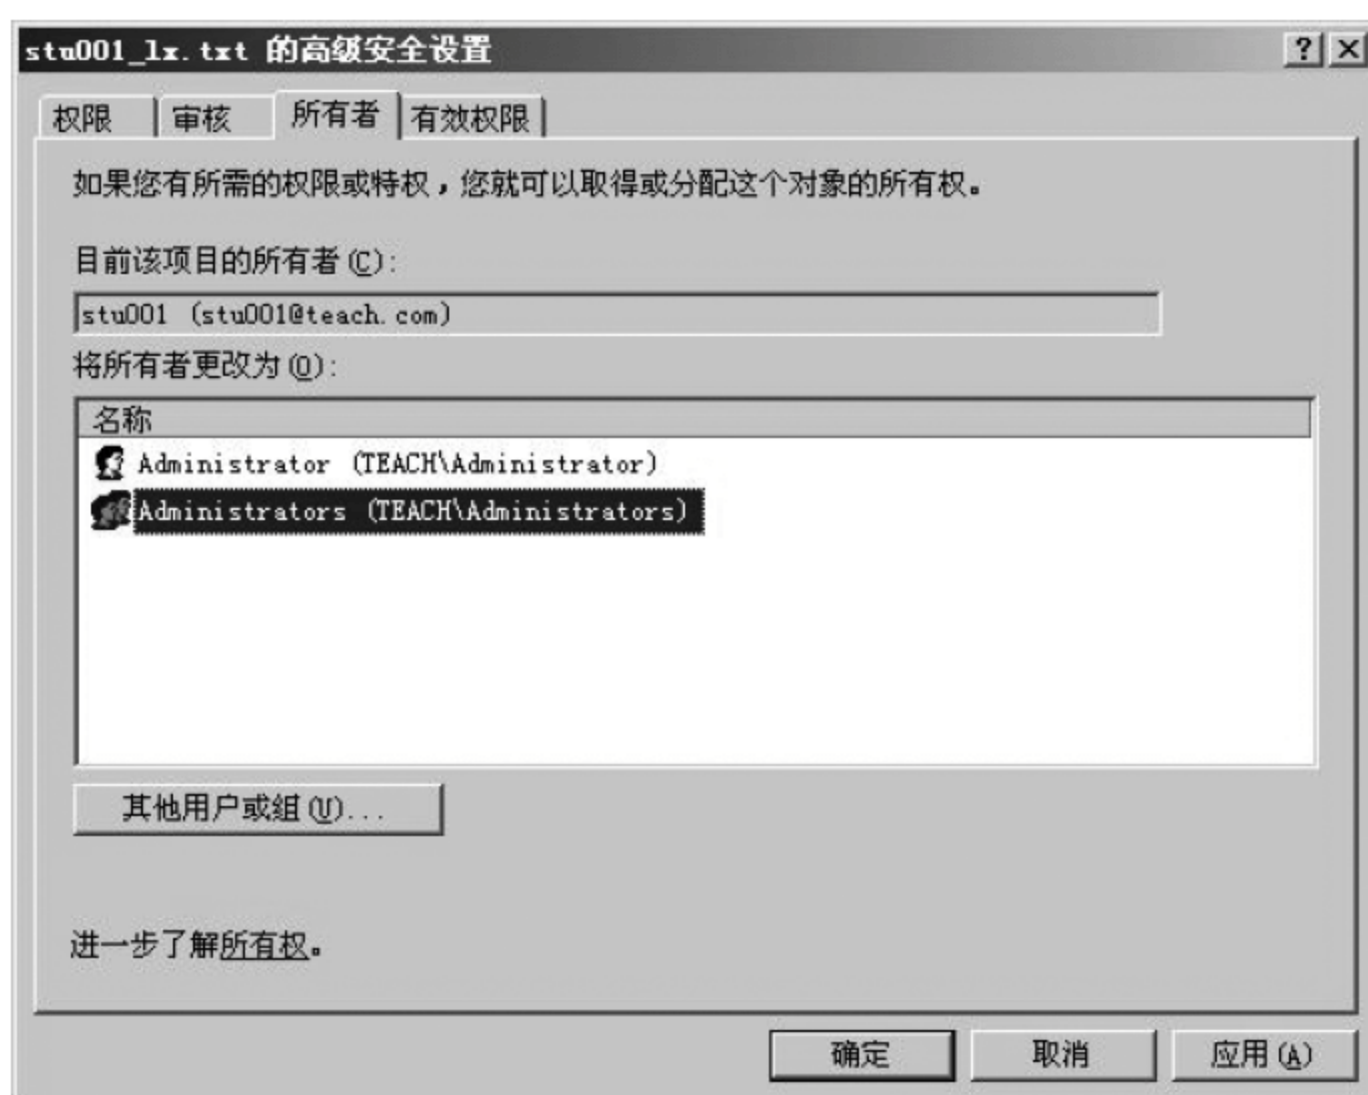 stu001_lx.txt 的高级安全设置
权限 审核 所有者 有效权限
如果您有所需的权限或特权，您就可以取得或分配这个对象的所有权。
目前该项目的所有者(C):
stu001 (stu001@teach.com)
将所有者更改为(O):
名称
Administrator (TEACH\Administrator)
Administrators (TEACH\Administrators)
其他用户或组(U)...
进一步了解所有权。
确定 取消 应用(A)